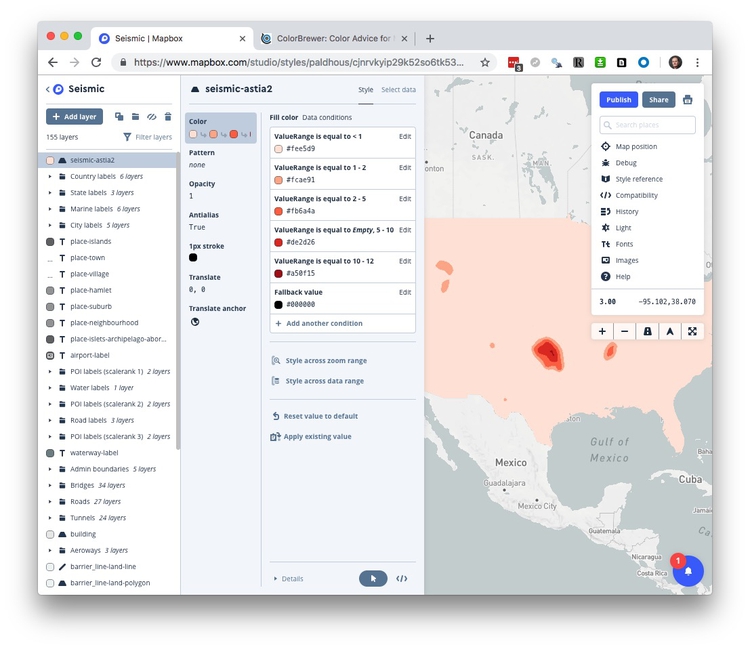 Seismic | Mapbox
ColorBrewer: Color Advice for
https://www.mapbox.com/studio/styles/paldhous/cjnrvkyip29k52so6tk53...
3
Seismic
Add layer
155 layers
Filter layers
seismic-astia2
Country labels 6 layers
State labels 3 layers
Marine labels 6 layers
City labels 5 layers
place-islands
place-town
place-village
place-hamlet
place-suburb
place-neighbourhood
place-islets-archipelago-abor...
airport-label
POI labels (scalerank 1) 2 layers
Water labels 1 layer
POI labels (scalerank 2) 2 layers
Road labels 3 layers
POI labels (scalerank 3) 2 layers
waterway-label
Admin boundaries 5 layers
Bridges 34 layers
Roads 27 layers
Tunnels 24 layers
building
Aeroways 3 layers
barrier_line-land-line
barrier_line-land-polygon
seismic-astia2
Style
Select data
Color
Pattern
none
Opacity
1
Antialias
True
1px stroke
Translate
0, 0
Translate anchor
Fill color Data conditions
ValueRange is equal to < 1
Edit
#fee5d9
ValueRange is equal to 1 - 2
Edit
#fcae91
ValueRange is equal to 2 - 5
Edit
#fb6a4a
ValueRange is equal to Empty, 5 - 10
Edit
#de2d26
ValueRange is equal to 10 - 12
Edit
#a50f15
Fallback value
Edit
#000000
Add another condition
Style across zoom range
Style across data range
Reset value to default
Apply existing value
Details
Publish
Share
Search places
Map position
Debug
Style reference
Compatibility
History
Light
Fonts
Images
Help
3.00
-95.102,38.070
Canada
SASK.
MAN.
onton
ston
Gulf of
Mexico
Mexico
Guadalajara
Mexico City
Cuba
Baha
Jamaic
Ca
Guatemala
Nicaragua
Costa Rica
1